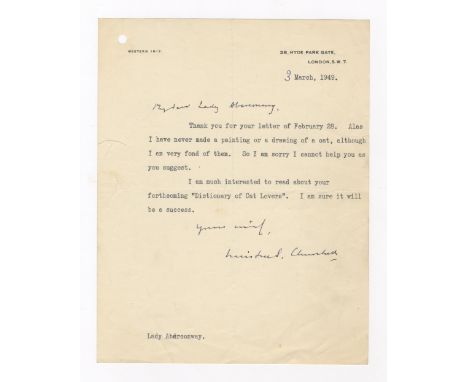 WESTERN 1617.
28, HYDE PARK GATE,
LONDON, S.W.7.
3 March, 1949.
My dear Lady Aberconway,
Thank you for your letter of February 28. Alas
I have never made a painting or a drawing of a cat, although
I am very fond of them. So I am sorry I cannot help you as
you suggest.
I am much interested to read about your
forthcoming "Dictionary of Cat Lovers". I am sure it will
be a success.
Yours sincly,
Winston S. Churchill
Lady Aberconway.